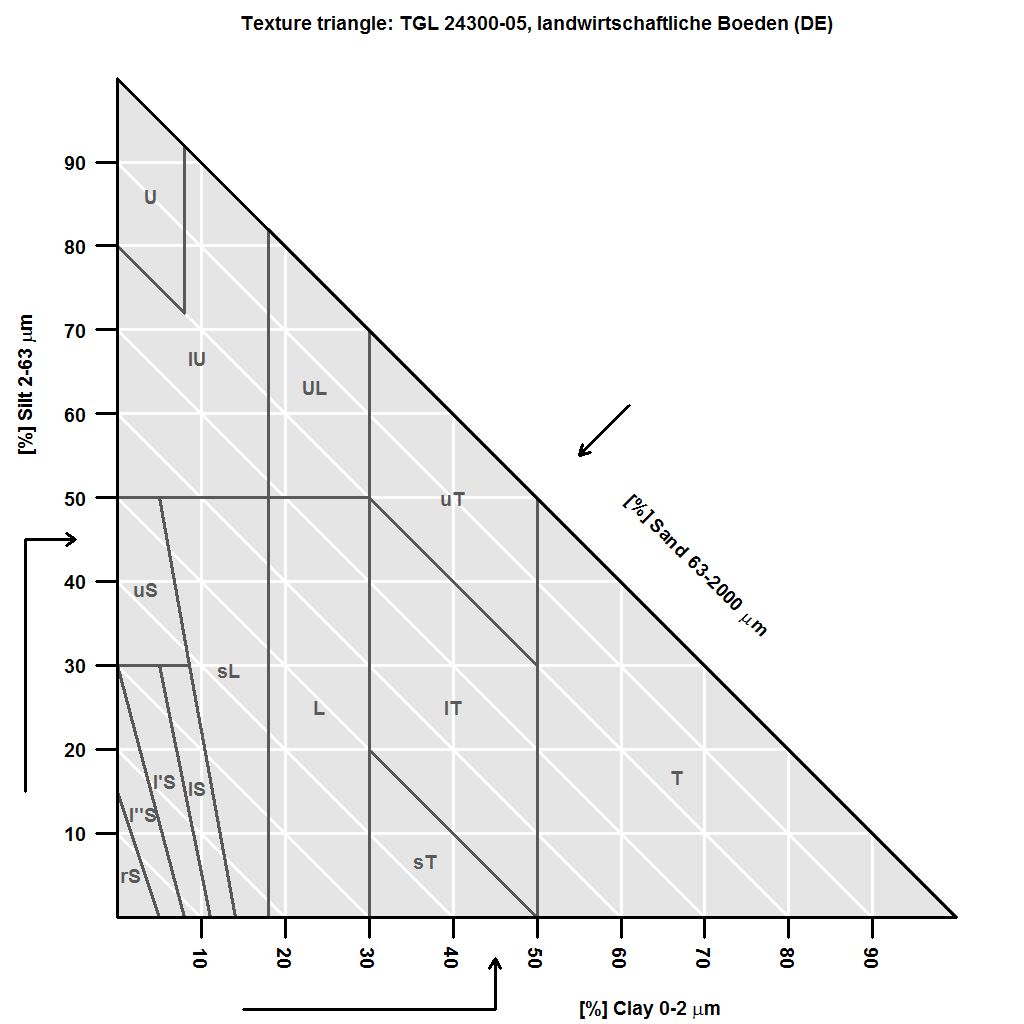 Texture triangle: TGL 24300-05, landwirtschaftliche Boeden (DE)
90
U
80
70
[%] Silt 2-63 μm
lU
UL
60
50
uT
[%] Sand 63-2000 μm
40
uS
30
sL
L
lT
20
l'S
lS
T
l''S
10
sT
rS
10 20 30 40 50 60 70 80 90
[%] Clay 0-2 μm